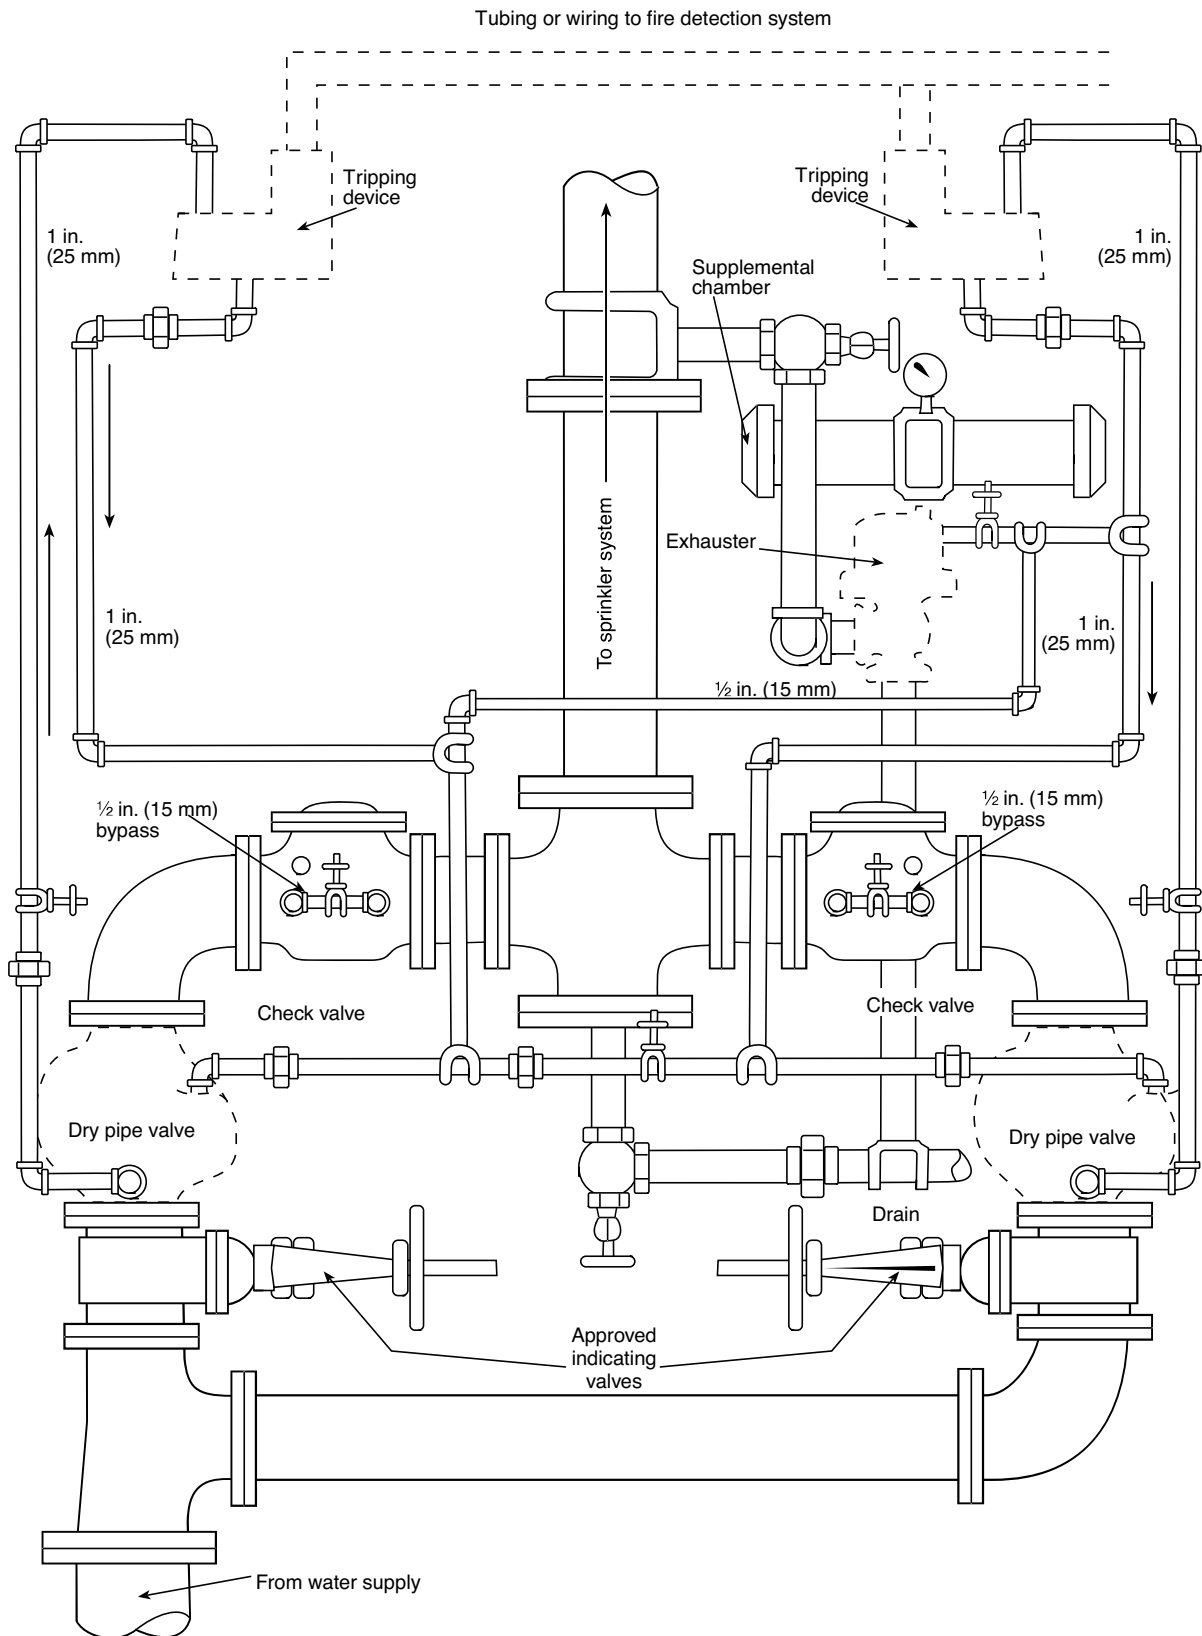 Tubing or wiring to fire detection system
Tripping
device
Tripping
device
1 in.
(25 mm)
1 in.
(25 mm)
Supplemental
chamber
To sprinkler system
Exhauster
1 in.
(25 mm)
1 in.
(25 mm)
½ in. (15 mm)
½ in. (15 mm)
bypass
½ in. (15 mm)
bypass
Check valve
Check valve
Dry pipe valve
Dry pipe valve
Drain
Approved
indicating
valves
From water supply